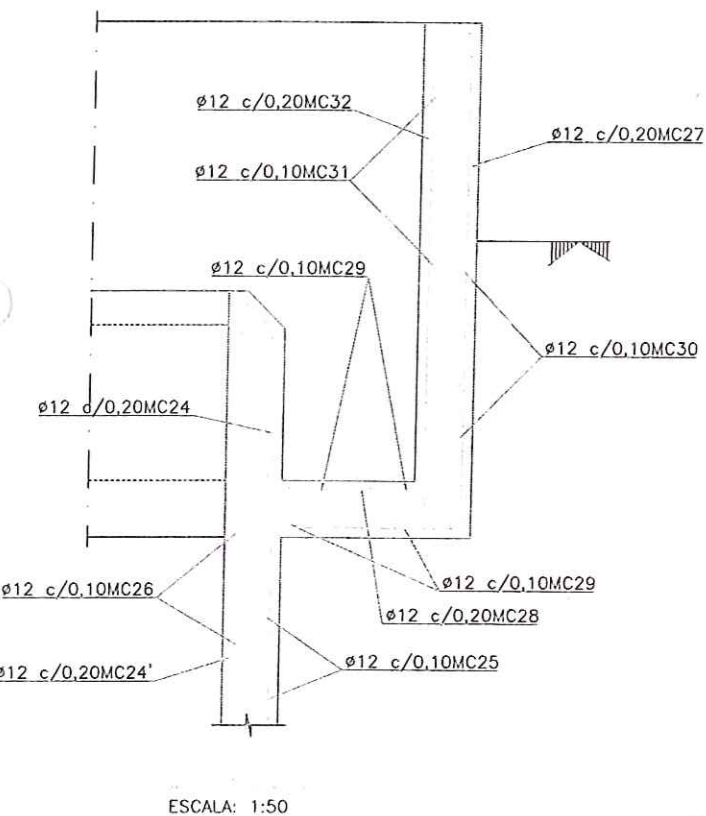 ø12 c/0,20MC32
ø12 c/0,20MC27
ø12 c/0,10MC31
ø12 c/0,10MC29
ø12 c/0,10MC30
ø12 c/0,20MC24
ø12 c/0,10MC26
ø12 c/0,10MC29
ø12 c/0,20MC28
ø12 c/0,20MC24'
ø12 c/0,10MC25
ESCALA: 1:50